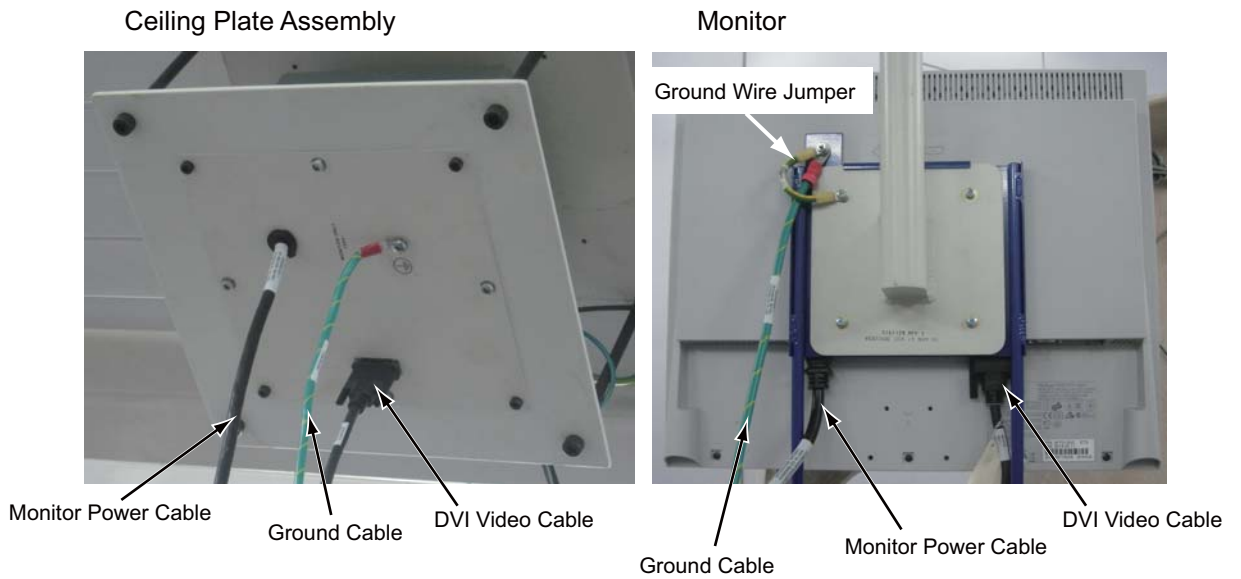 Ceiling Plate Assembly
Monitor
Ground Wire Jumper
Monitor Power Cable
Ground Cable
DVI Video Cable
Ground Cable
Monitor Power Cable
DVI Video Cable